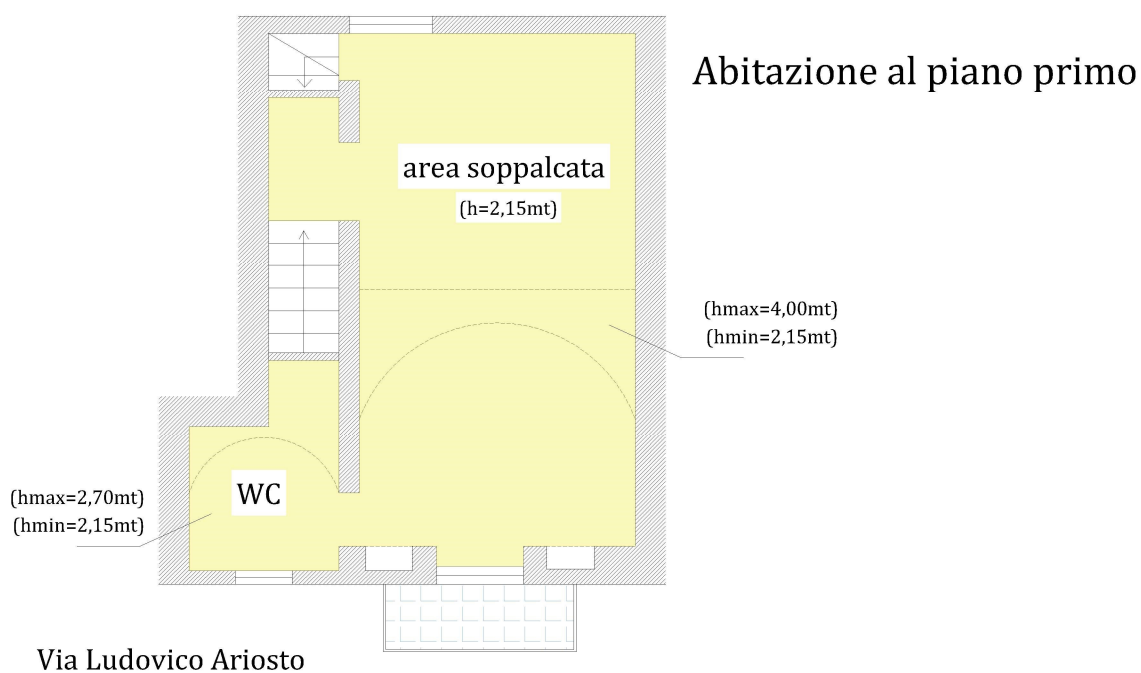 Abitazione al piano primo
area soppalcata
(h=2,15mt)
(hmax=4,00mt)
(hmin=2,15mt)
WC
(hmax=2,70mt)
(hmin=2,15mt)
Via Ludovico Ariosto